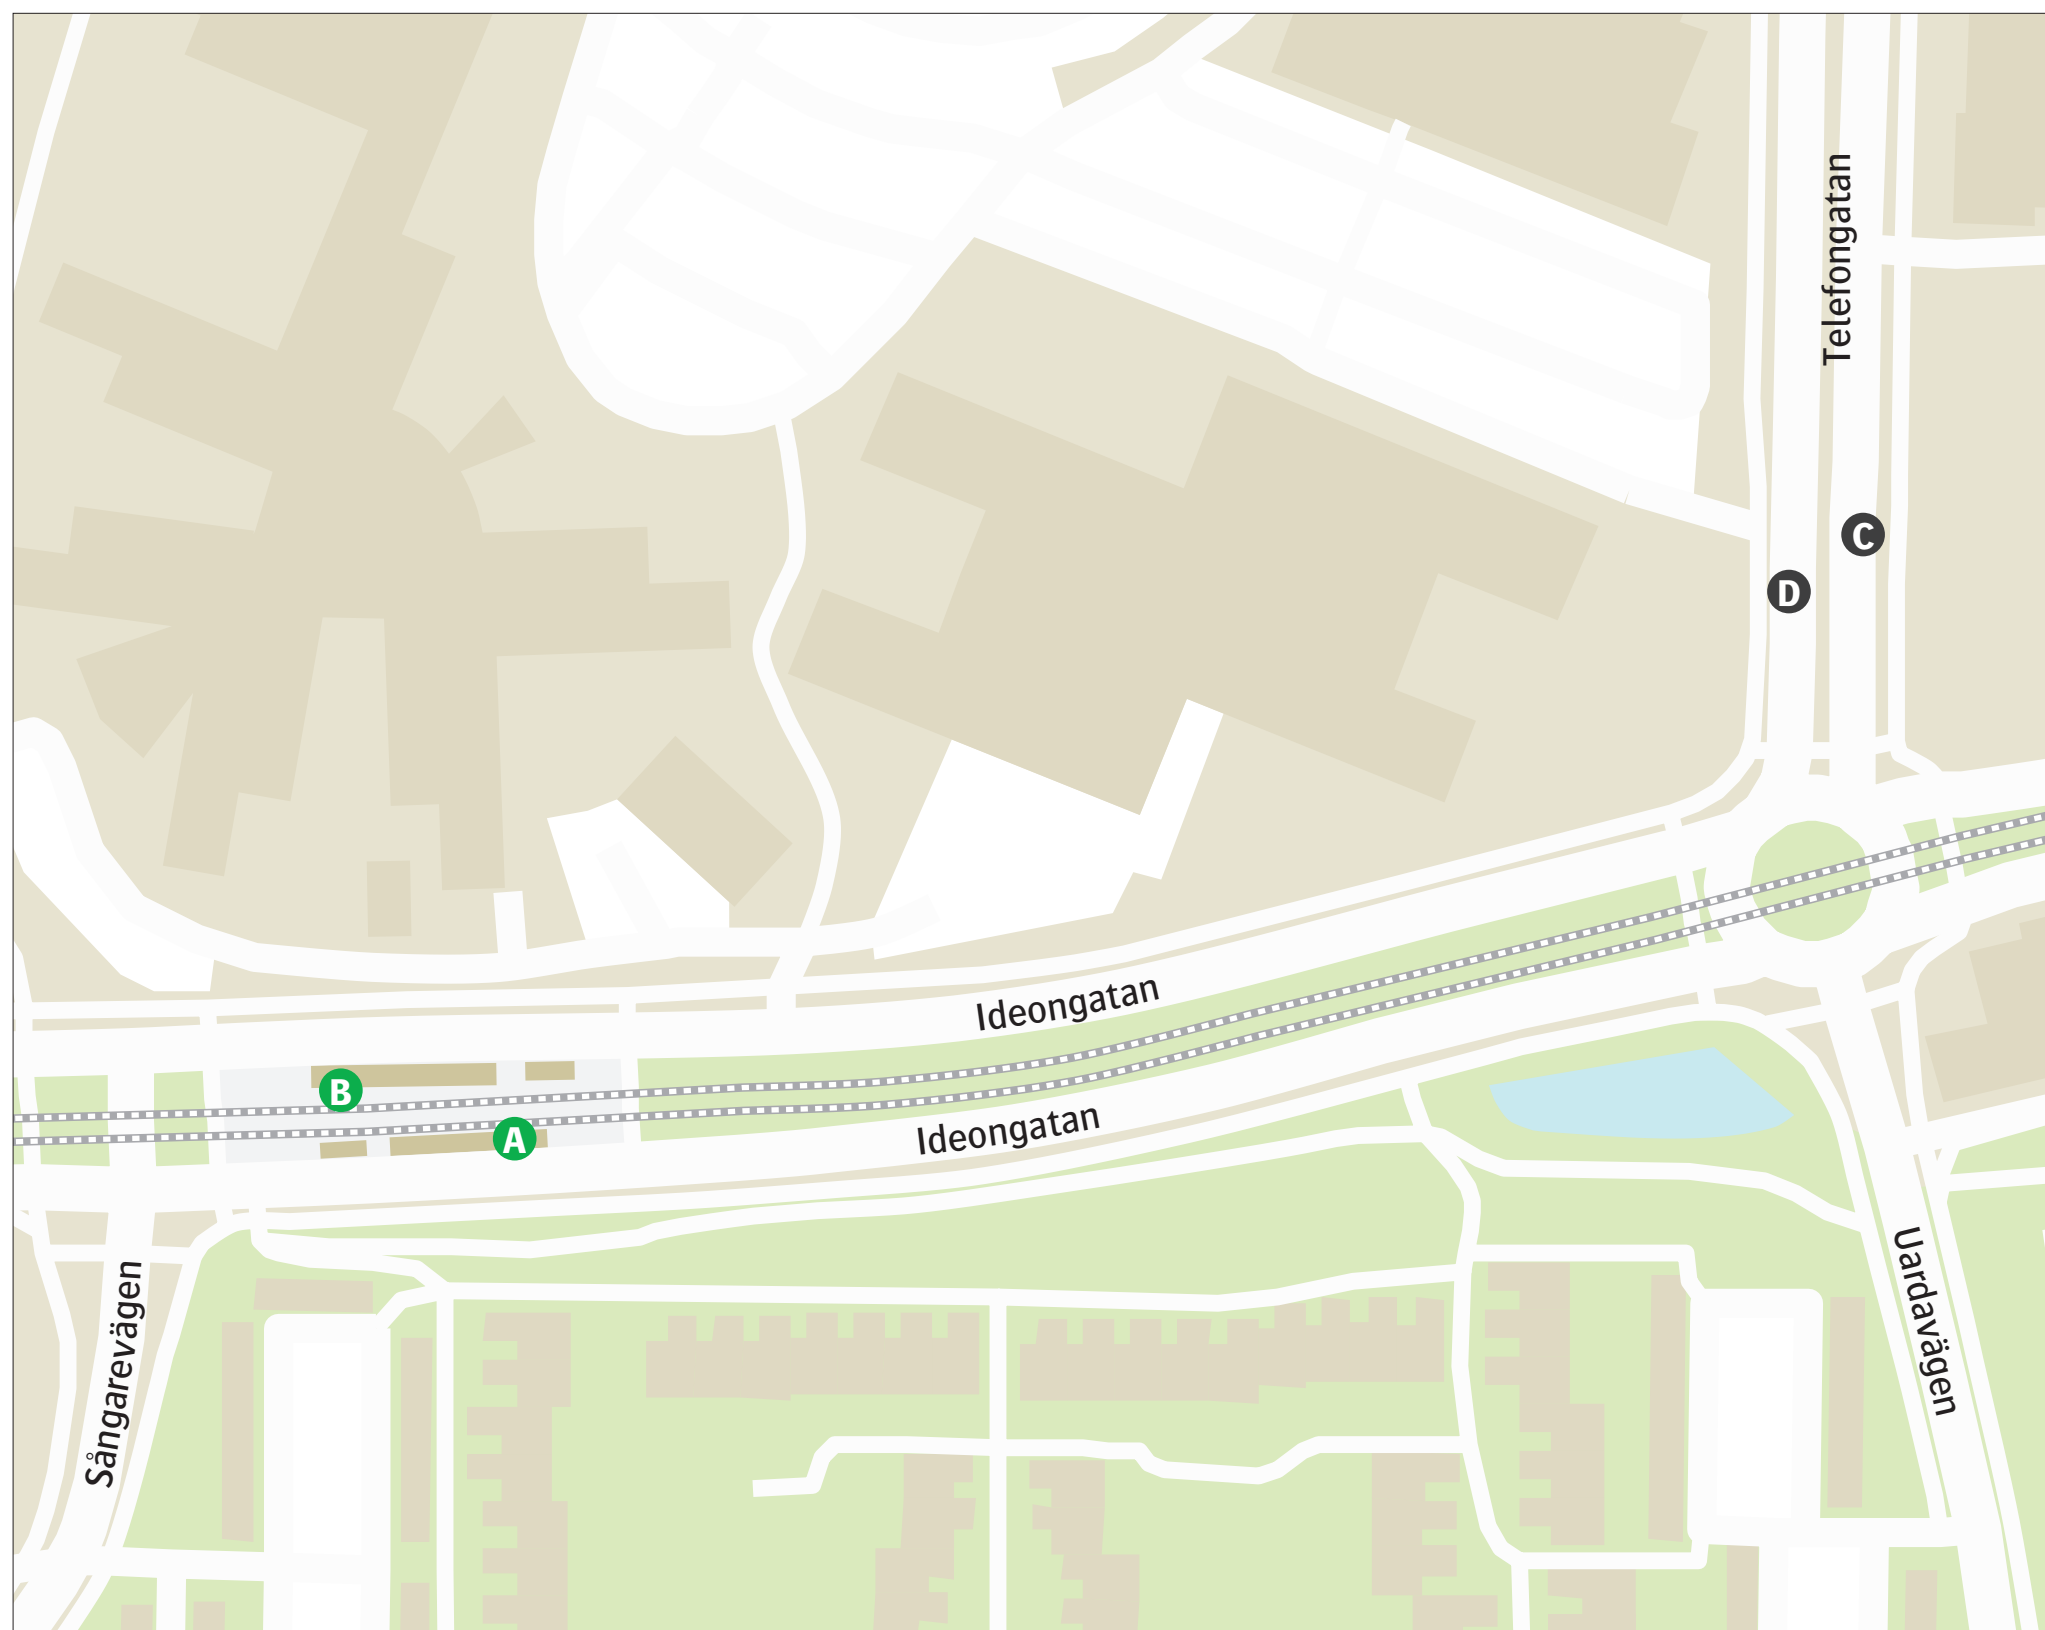 Telefongatan
C
D
Ideongatan
B
A
Ideongatan
Sångarevägen
Uardavägen